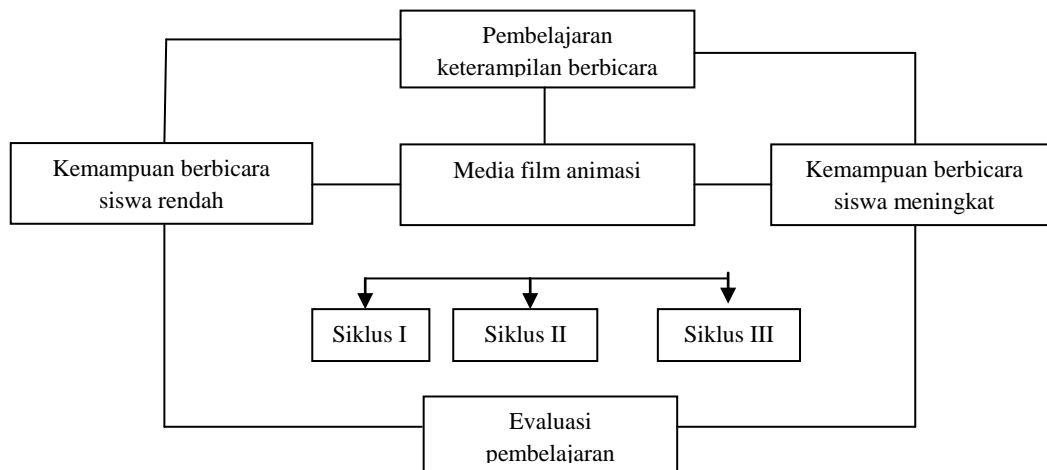 Pembelajaran
keterampilan berbicara
Kemampuan berbicara
siswa rendah
Media film animasi
Kemampuan berbicara
siswa meningkat
Siklus I
Siklus II
Siklus III
Evaluasi
pembelajaran